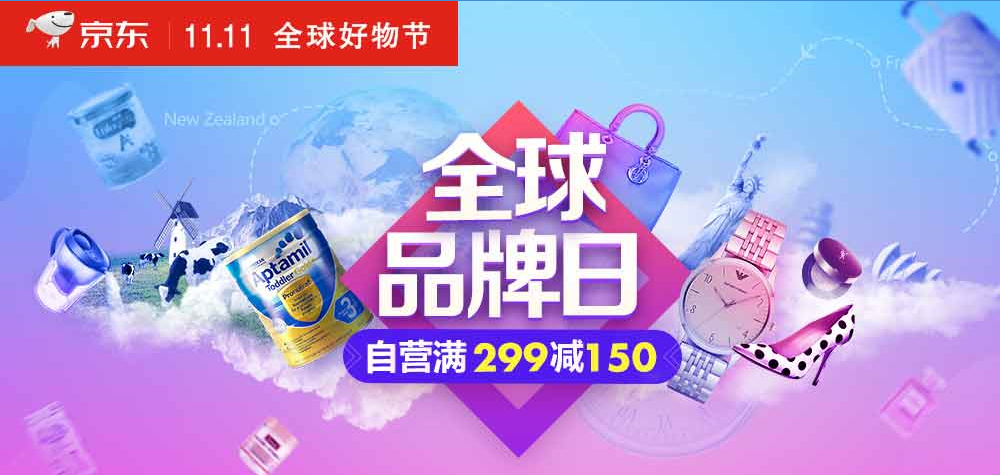 京东 11.11 全球好物节
New Zealand
全球
品牌日
Aptamil
Toddler
3
自营满299减150